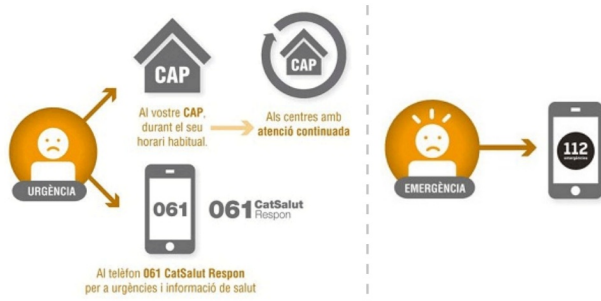 CAP
Al vostre CAP,
durant el seu
horari habitual.
CAP
Als centres amb
atenció continuada
URGÈNCIA
061
061 CatSalut
Respon
Al telèfon 061 CatSalut Respon
per a urgències i informació de salut
EMERGÈNCIA
112
emergències